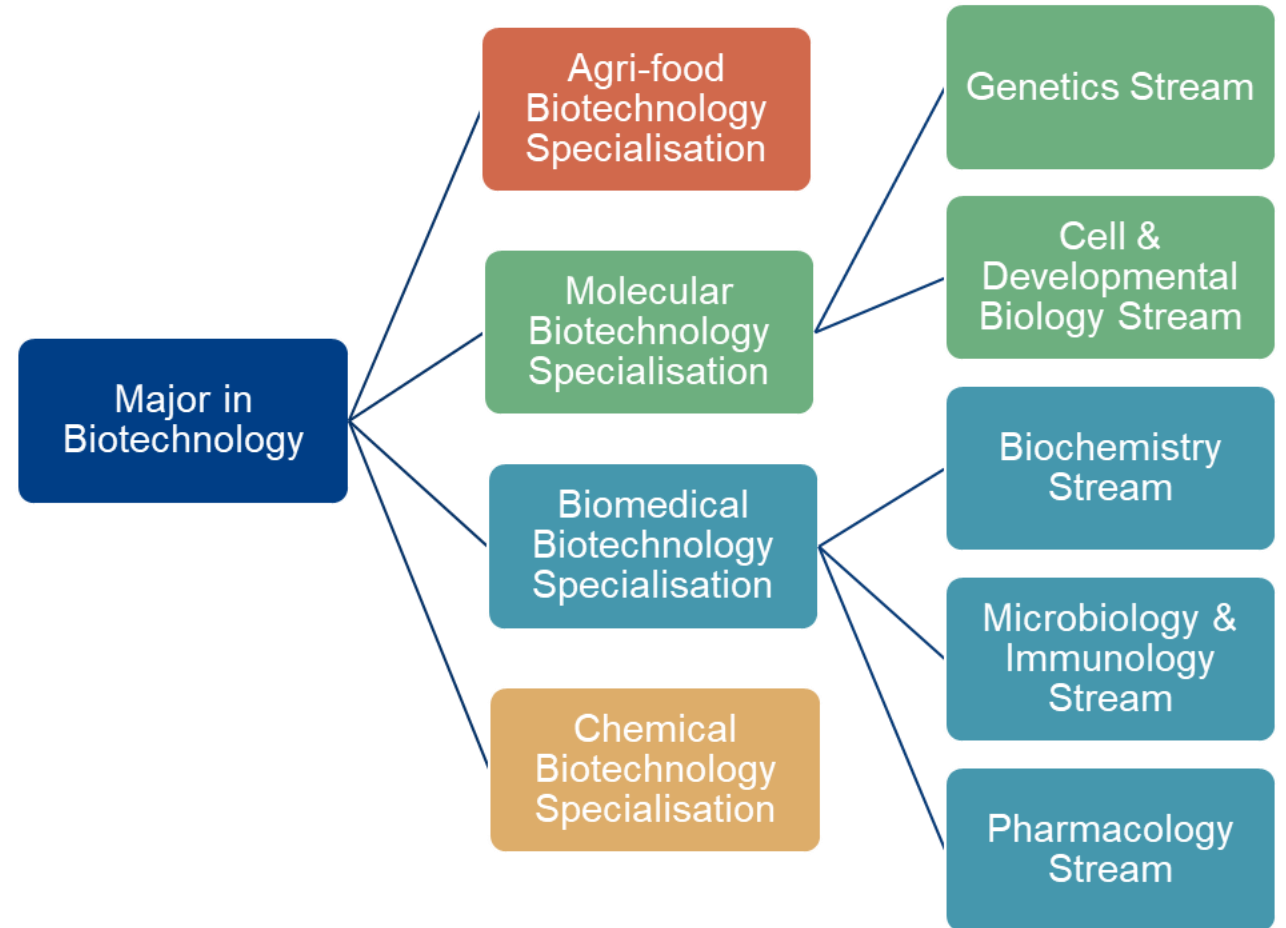 Major in
Biotechnology
Agri-food
Biotechnology
Specialisation
Molecular
Biotechnology
Specialisation
Biomedical
Biotechnology
Specialisation
Chemical
Biotechnology
Specialisation
Genetics Stream
Cell &
Developmental
Biology Stream
Biochemistry
Stream
Microbiology &
Immunology
Stream
Pharmacology
Stream